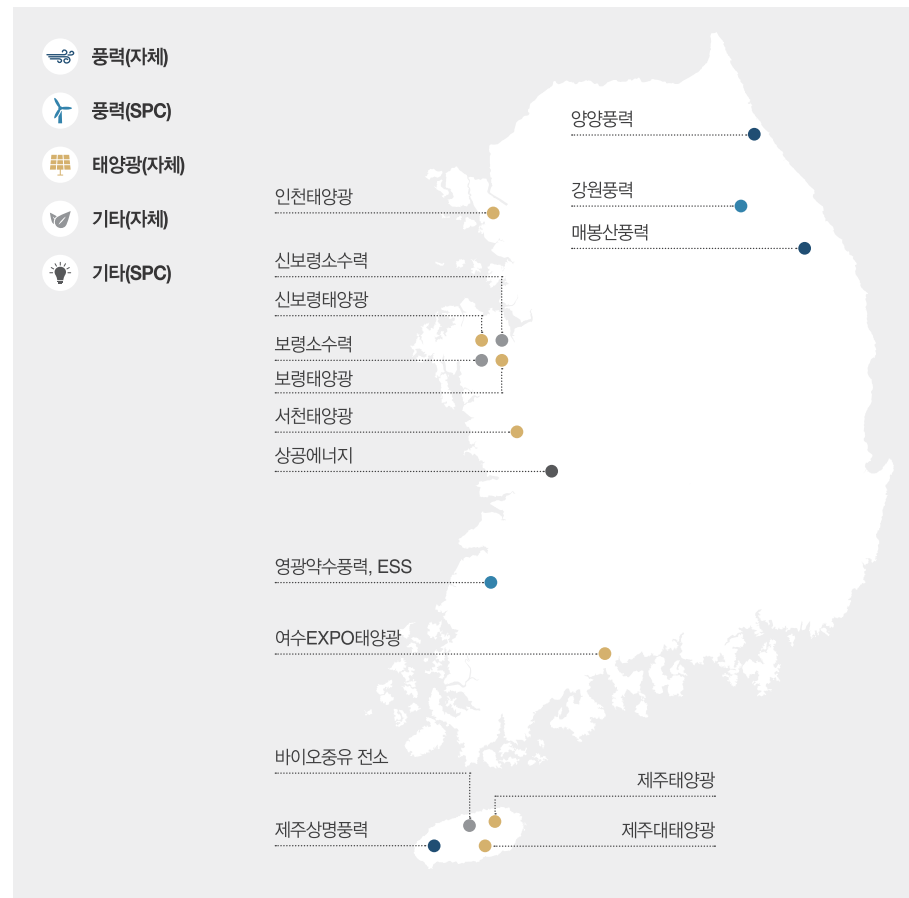 풍력(자체)
풍력(SPC)
태양광(자체)
기타(자체)
기타(SPC)
양양풍력
강원풍력
매봉산풍력
인천태양광
신보령소수력
신보령태양광
보령소수력
보령태양광
서천태양광
상공에너지
영광약수풍력, ESS
여수EXPO태양광
바이오중유 전소
제주태양광
제주상명풍력
제주대태양광